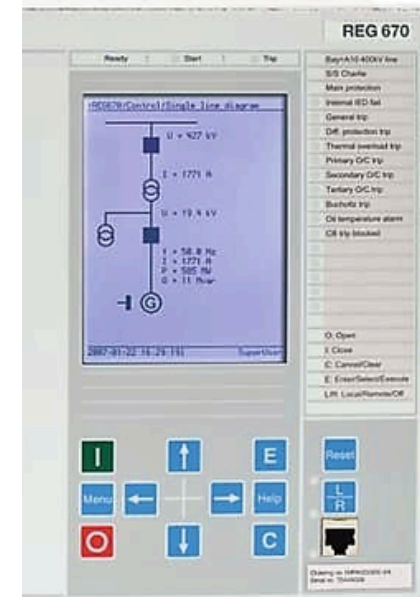 REG 670
Ready
Start
Trip
Bay=A10 400kV line
S/S Charlie
Main protection
Internal IED fail
General trip
Diff. protection trip
Thermal overload trip
Primary O/C trip
Secondary O/C trip
Tertiary O/C trip
Bucholtz trip
Oil temperature alarm
CB trip blocked
/REG670/Control/Single line diagram
U = 427 kV
I = 1771 A
U = 19.4 kV
f = 50.0 Hz
I = 1771 A
P = 585 MW
Q = 11 Mvar
G
2007-01-22 16:29:19
SuperUser
O: Open
I: Close
C: Cancel/Clear
E: Enter/Select/Execute
L/R: Local/Remote/Off
I
E
Reset
Menu
Help
L
R
O
C